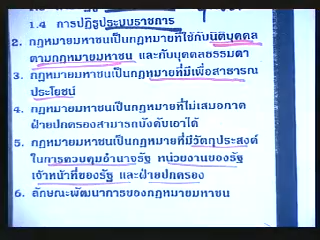 1.4 การปฏิรูประบบราชการ
2. กฎหมายมหาชนเป็นกฎหมายที่ใช้กับนิติบุคคล
ตามกฎหมายมหาชน และกับบุคคลธรรมดา
3. กฎหมายมหาชนเป็นกฎหมายที่มีเพื่อสาธารณ
ประโยชน์
4. กฎหมายมหาชนเป็นกฎหมายที่ไม่เสมอภาค
ฝ่ายปกครองสามารถบังคับเอาได้
5. กฎหมายมหาชนเป็นกฎหมายที่มีวัตถุประสงค์
ในการควบคุมอำนาจรัฐ หน่วยงานของรัฐ
เจ้าหน้าที่ของรัฐ และฝ่ายปกครอง
6. ลักษณะพัฒนาการของกฎหมายมหาชน